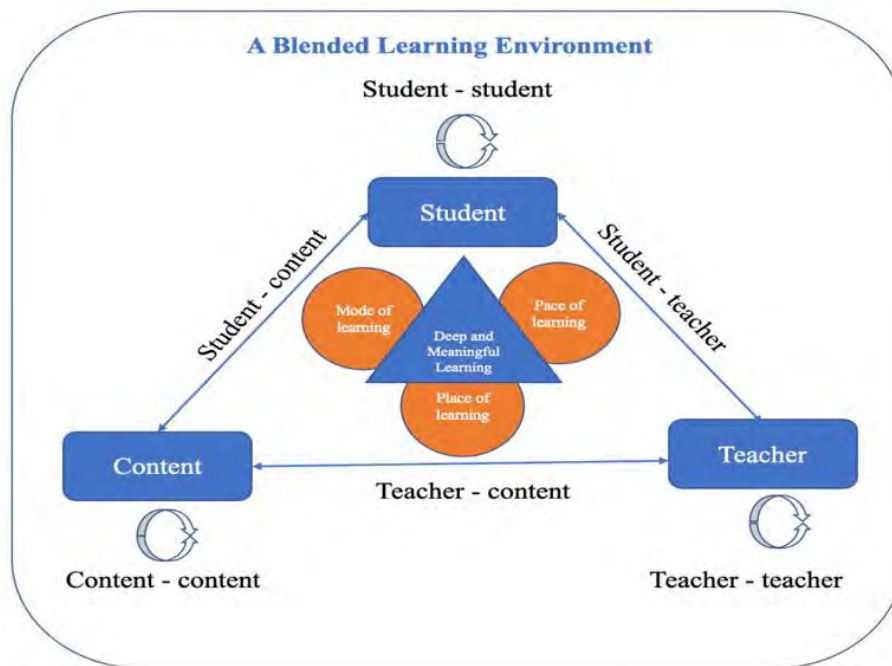 A Blended Learning Environment
Student - student
Student
Student - content
Student - teacher
Mode of
learning
Pace of
learning
Deep and
Meaningful
Learning
Place of
learning
Content
Teacher
Teacher - content
Content - content
Teacher - teacher